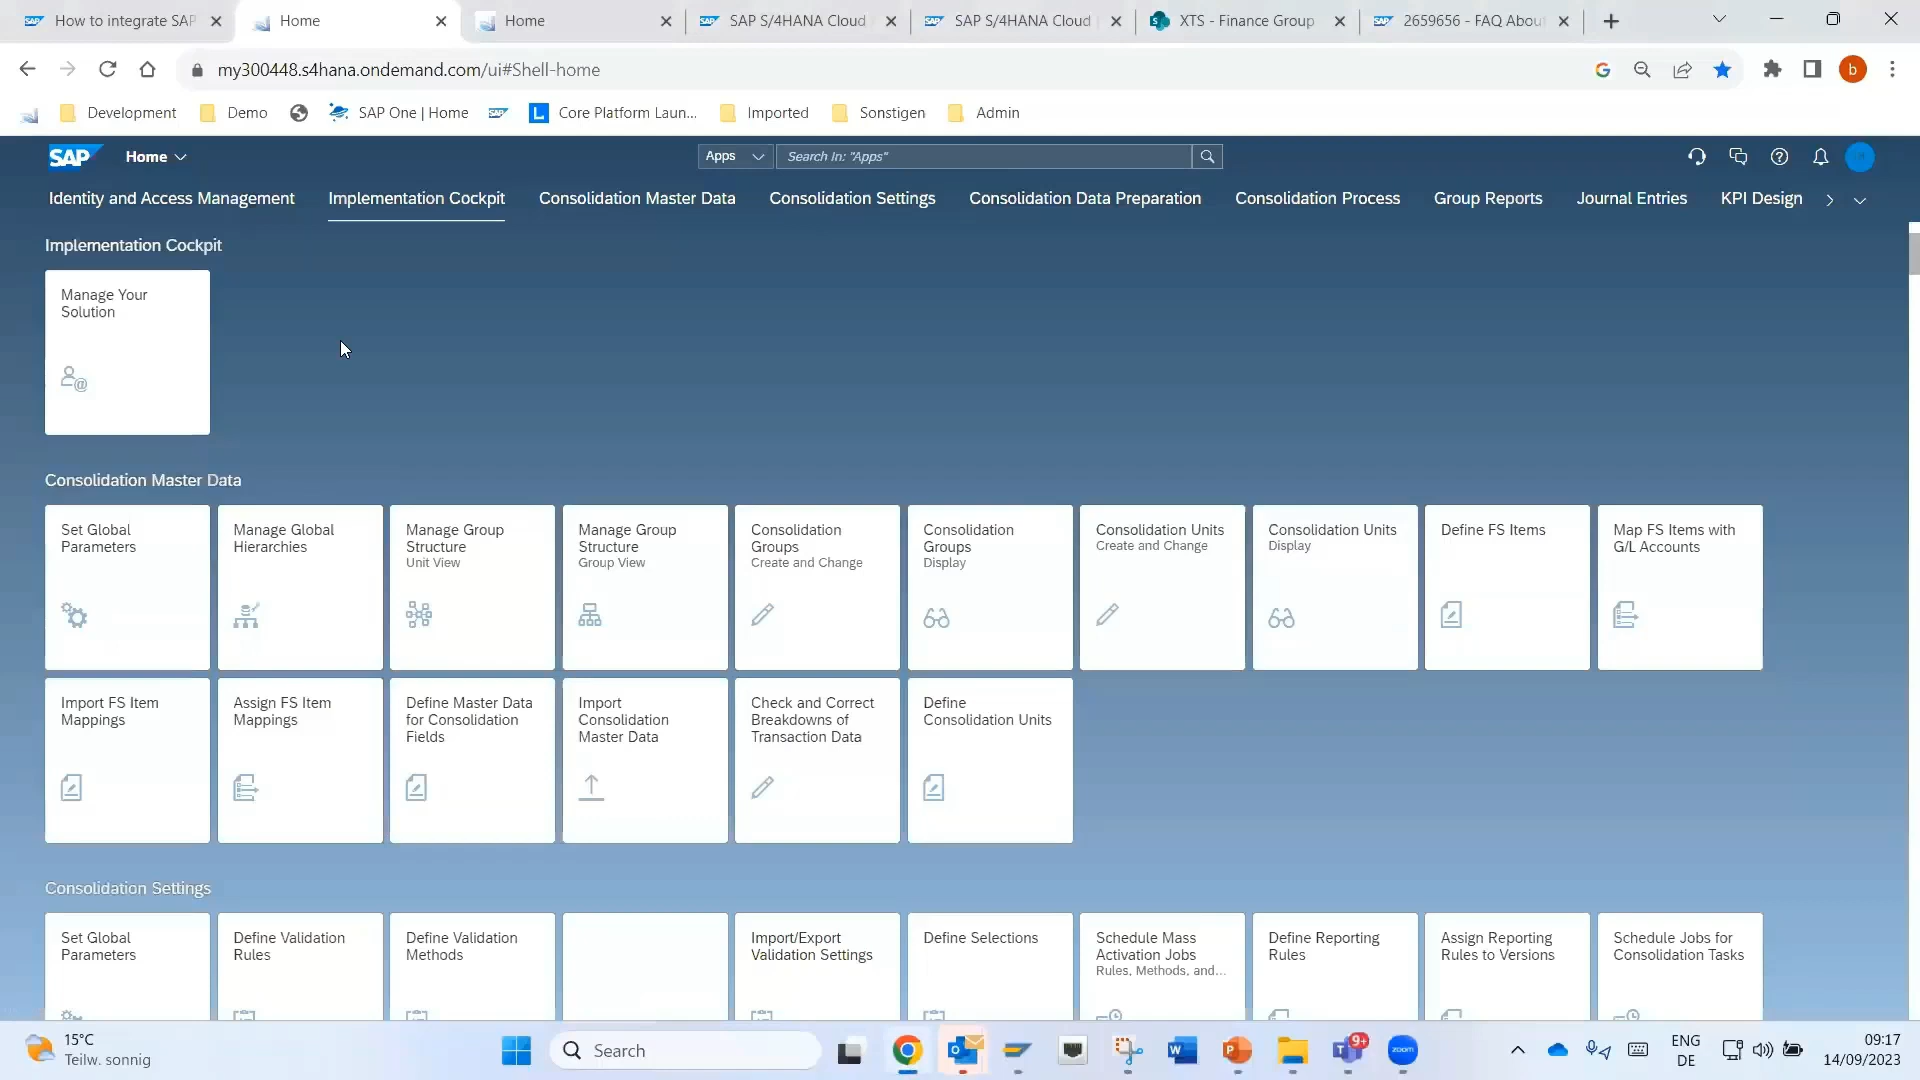 How to integrate SAP
Home
Home
SAP S/4HANA Cloud
SAP S/4HANA Cloud
XTS - Finance Group
2659656 - FAQ Abou
my300448.s4hana.ondemand.com/ui#Shell-home
b
Development
Demo
SAP One | Home
L
Core Platform Laun...
Imported
Sonstigen
Admin
SAP
Home
Apps
Search In: "Apps"
Identity and Access Management
Implementation Cockpit
Consolidation Master Data
Consolidation Settings
Consolidation Data Preparation
Consolidation Process
Group Reports
Journal Entries
KPI Design
Implementation Cockpit
Manage Your
Solution
Consolidation Master Data
Set Global
Parameters
Manage Global
Hierarchies
Manage Group
Structure
Unit View
Manage Group
Structure
Group View
Consolidation
Groups
Create and Change
Consolidation
Groups
Display
Consolidation Units
Create and Change
Consolidation Units
Display
Define FS Items
Map FS Items with
G/L Accounts
Import FS Item
Mappings
Assign FS Item
Mappings
Define Master Data
for Consolidation
Fields
Import
Consolidation
Master Data
Check and Correct
Breakdowns of
Transaction Data
Define
Consolidation Units
Consolidation Settings
Set Global
Parameters
Define Validation
Rules
Define Validation
Methods
Import/Export
Validation Settings
Define Selections
Schedule Mass
Activation Jobs
Rules, Methods, and...
Define Reporting
Rules
Assign Reporting
Rules to Versions
Schedule Jobs for
Consolidation Tasks
15°C
Teilw. sonnig
Search
9+
zoom
ENG
DE
09:17
14/09/2023